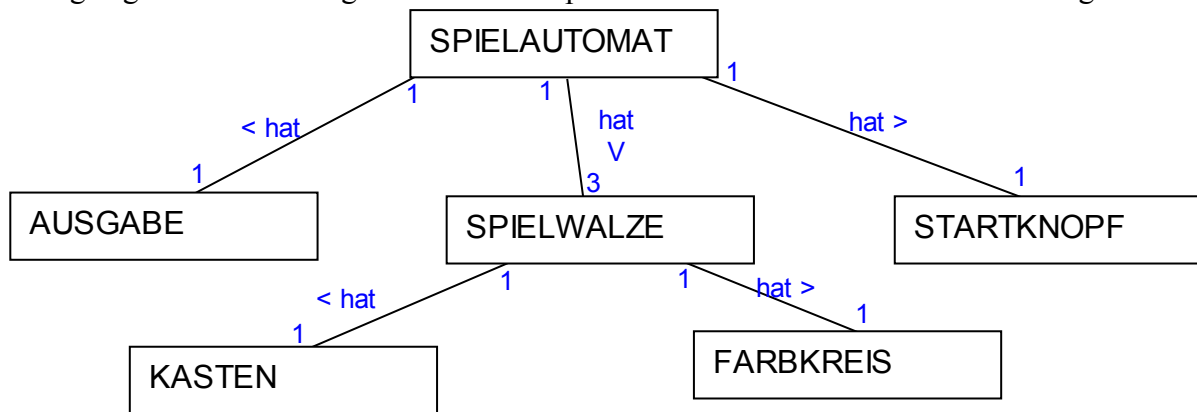 SPIELAUTOMAT
1
1
1
< hat
hat
V
hat >
1
3
1
AUSGABE
SPIELWALZE
STARTKNOPF
1
1
< hat
hat >
1
1
KASTEN
FARBKREIS